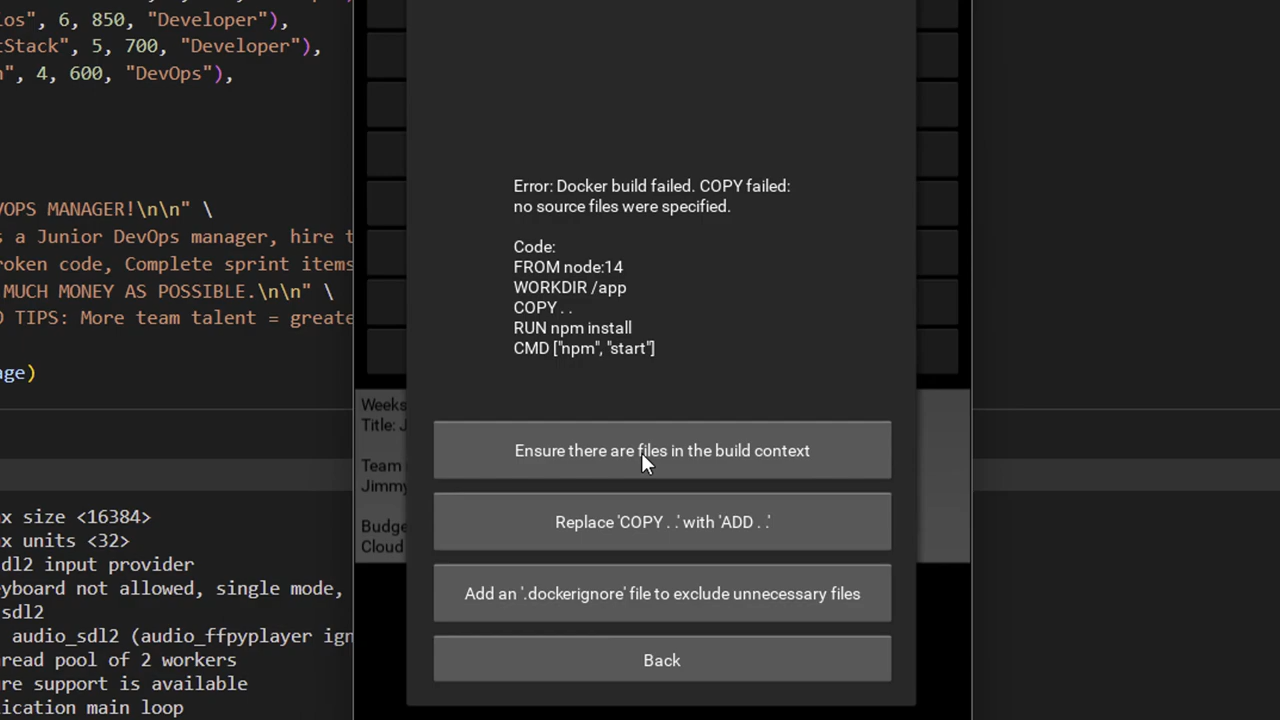 ios", 6, 850, "Developer"),
tStack", 5, 700, "Developer"),
n", 4, 600, "DevOps"),
VOPS MANAGER!\n\n" \
s a Junior DevOps manager, hire t
roken code, Complete sprint items
MUCH MONEY AS POSSIBLE.\n\n" \
O TIPS: More team talent = greate
nge)
x size <16384>
x units <32>
dl2 input provider
eyboard not allowed, single mode,
sdl2
audio_sdl2 (audio_ffpyplayer ign
read pool of 2 workers
re support is available
ication main loop
Weeks
Title: J
Team
Jimmy
Budge
Cloud
Error: Docker build failed. COPY failed:
no source files were specified.
Code:
FROM node:14
WORKDIR /app
COPY . .
RUN npm install
CMD ["npm", "start"]
Ensure there are files in the build context
Replace 'COPY . .' with 'ADD . .'
Add an '.dockerignore' file to exclude unnecessary files
Back